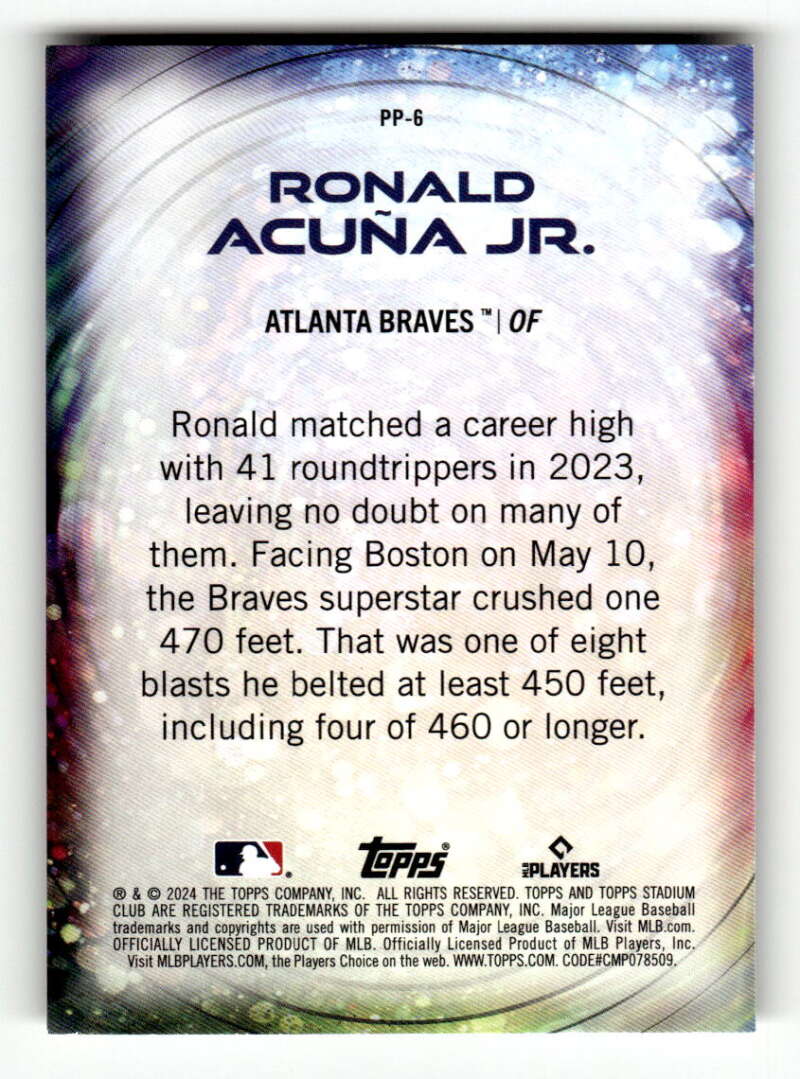 PP-6
RONALD
ACUÑA JR.
ATLANTA BRAVES™ | OF
Ronald matched a career high
with 41 roundtrippers in 2023,
leaving no doubt on many of
them. Facing Boston on May 10,
the Braves superstar crushed one
470 feet. That was one of eight
blasts he belted at least 450 feet,
including four of 460 or longer.
® topps® MLB PLAYERS
® & © 2024 THE TOPPS COMPANY, INC. ALL RIGHTS RESERVED. TOPPS AND TOPPS STADIUM
CLUB ARE REGISTERED TRADEMARKS OF THE TOPPS COMPANY, INC. Major League Baseball
trademarks and copyrights are used with permission of Major League Baseball. Visit MLB.com.
OFFICIALLY LICENSED PRODUCT OF MLB. Officially Licensed Product of MLB Players, Inc.
Visit MLBPLAYERS.COM, the Players Choice on the web. WWW.TOPPS.COM. CODE#CMP078509.